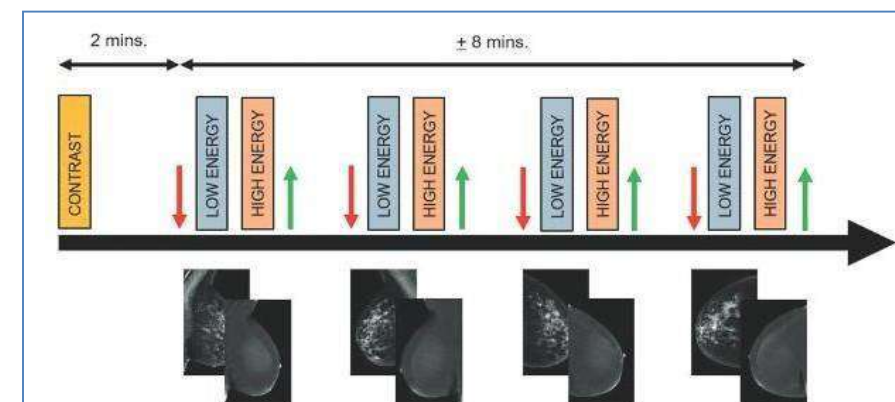 2 mins.
± 8 mins.
CONTRAST
LOW ENERGY
HIGH ENERGY
LOW ENERGY
HIGH ENERGY
LOW ENERGY
HIGH ENERGY
LOW ENERGY
HIGH ENERGY